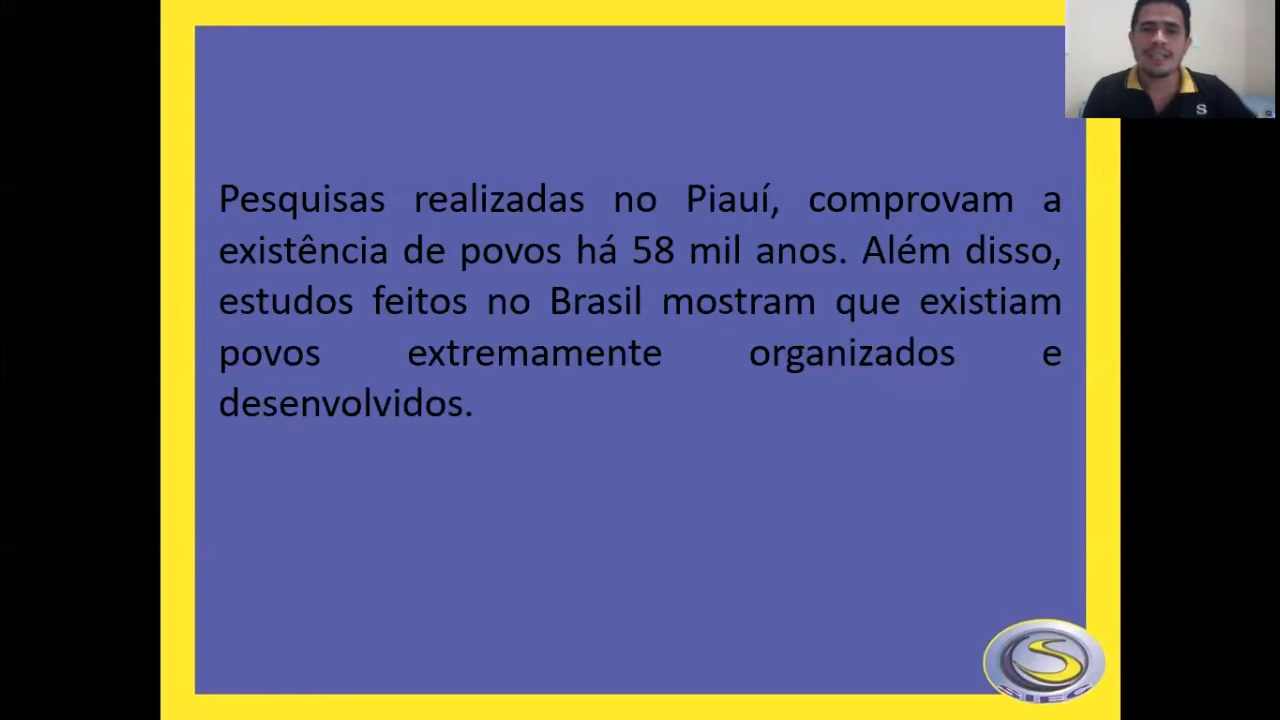 S
Pesquisas realizadas no Piauí, comprovam a
existência de povos há 58 mil anos. Além disso,
estudos feitos no Brasil mostram que existiam
povos extremamente organizados e
desenvolvidos.
S
SIEC